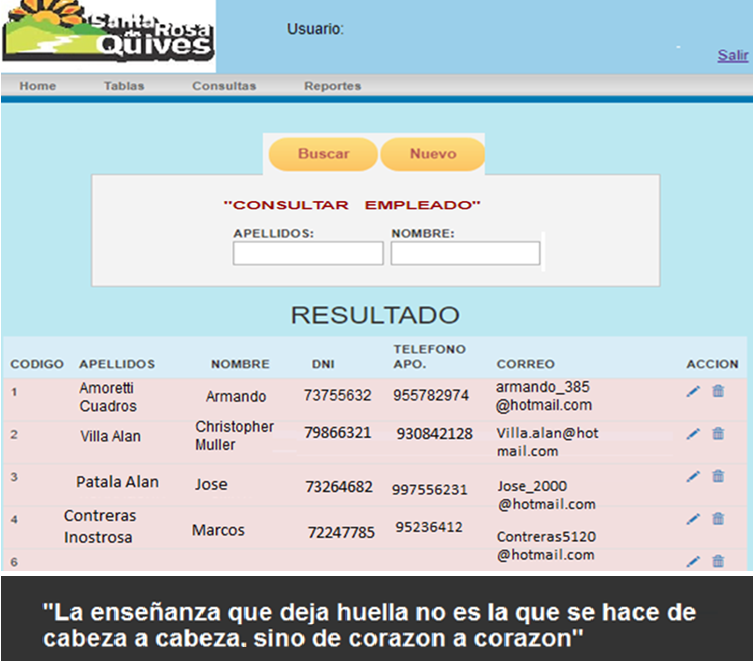 Santa Rosa
de
Quives
Usuario:
Salir
Home Tablas Consultas Reportes
Buscar Nuevo
"CONSULTAR EMPLEADO"
APELLIDOS: NOMBRE:
RESULTADO
CODIGO APELLIDOS NOMBRE DNI TELEFONO APO. CORREO ACCION
1 Amoretti Cuadros Armando 73755632 955782974 armando_385 @hotmail.com
2 Villa Alan Christopher Muller 79866321 930842128 Villa.alan@hot mail.com
3 Patala Alan Jose 73264682 997556231 Jose_2000 @hotmail.com
4 Contreras Inostrosa Marcos 72247785 95236412 Contreras5120 @hotmail.com
6
"La enseñanza que deja huella no es la que se hace de
cabeza a cabeza. sino de corazon a corazon"